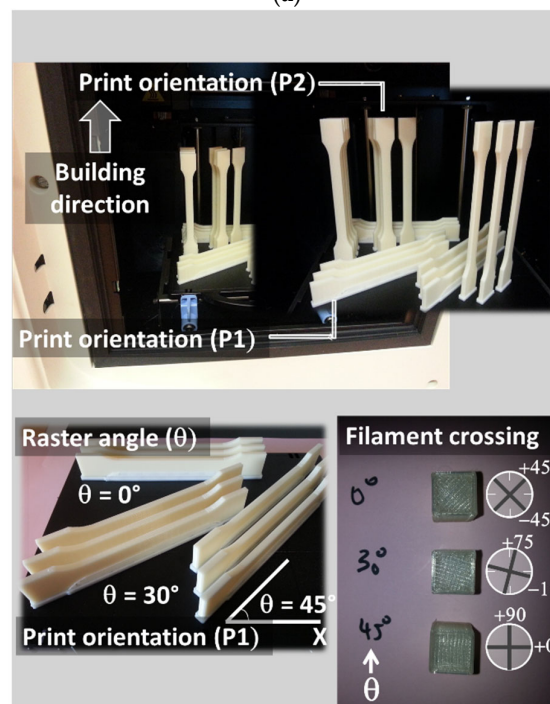 (a)
Print orientation (P2)
Building
direction
Print orientation (P1)
Raster angle (θ)
θ = 0°
θ = 30°
θ = 45°
Print orientation (P1)
X
Filament crossing
0°
+45
−45
30°
+75
−1
45°
+90
+0
θ